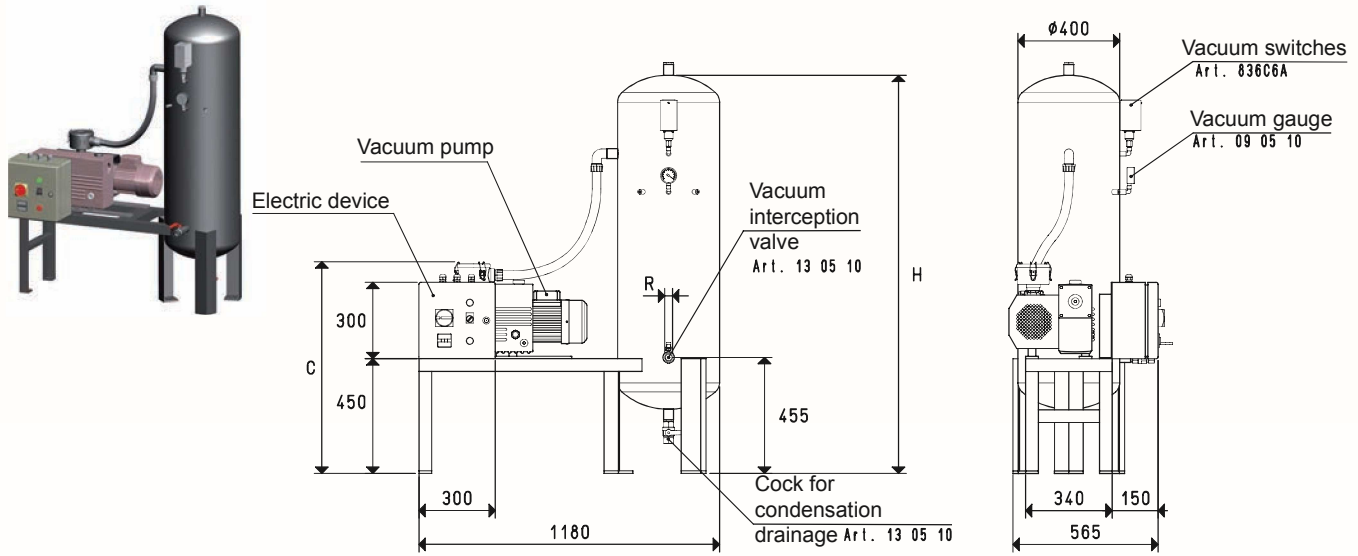 Ø400
Vacuum switches
Art. 836C6A
Vacuum gauge
Art. 09 05 10
Vacuum pump
Electric device
Vacuum
interception
valve
Art. 13 05 10
H
R
300
C
450
455
Cock for
condensation
drainage Art. 13 05 10
300
1180
340
150
565